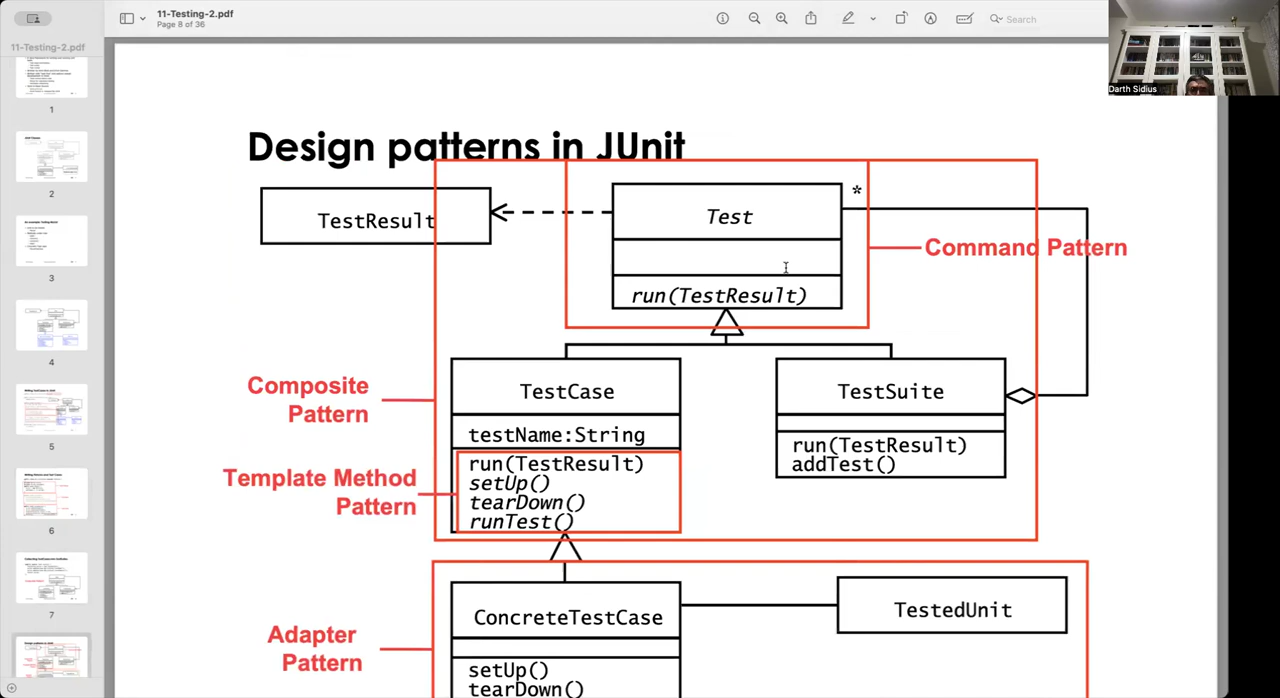 11-Testing-2.pdf
Page 8 of 36
Search
Darth Sidius
11-Testing-2.pdf
1
2
3
4
5
6
7
Design patterns in JUnit
TestResult
Test
*
run(TestResult)
Command Pattern
Composite
Pattern
TestCase
testName:String
run(TestResult)
setUp()
tearDown()
runTest()
TestSuite
run(TestResult)
addTest()
Template Method
Pattern
Adapter
Pattern
ConcreteTestCase
setUp()
tearDown()
TestedUnit